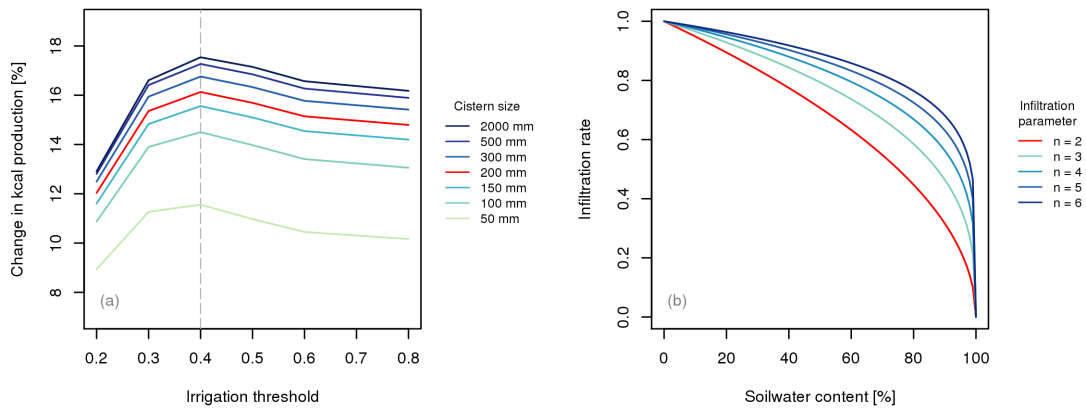 Change in kcal production [%]
18
16
14
12
10
8
(a)
0.2 0.3 0.4 0.5 0.6 0.7 0.8
Irrigation threshold
Cistern size
2000 mm
500 mm
300 mm
200 mm
150 mm
100 mm
50 mm
Infiltration rate
1.0
0.8
0.6
0.4
0.2
0.0
(b)
0 20 40 60 80 100
Soilwater content [%]
Infiltration
parameter
n = 2
n = 3
n = 4
n = 5
n = 6